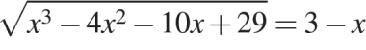 √(x³ − 4x² − 10x + 29) = 3 − x